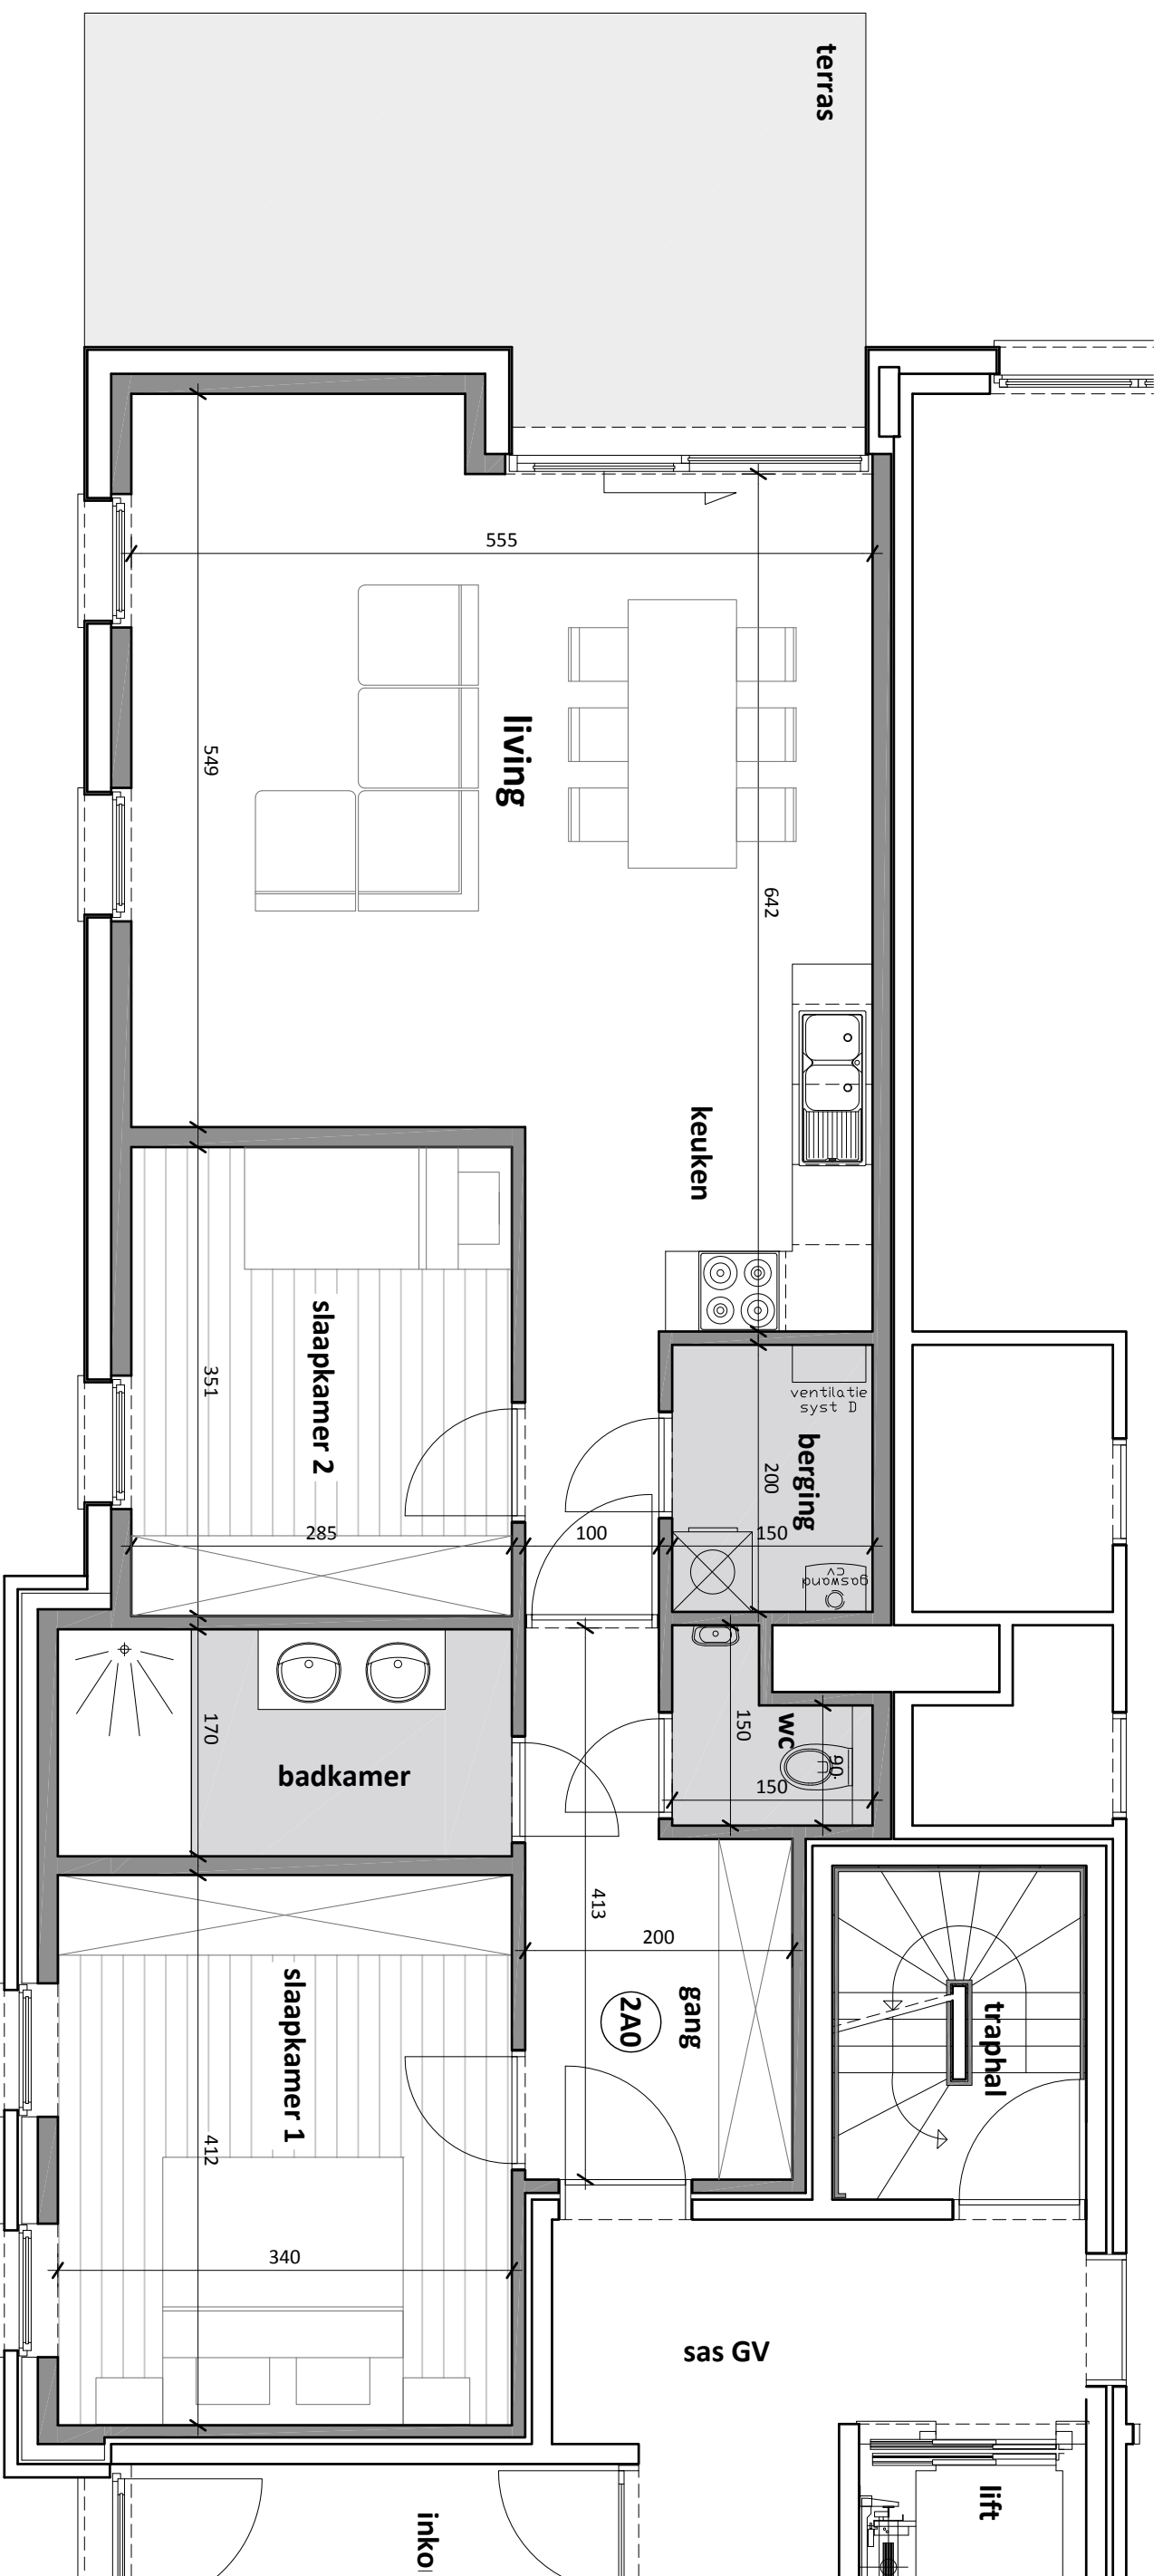 terras
555
living
549
642
keuken
ventilatie
syst D
berging
200
slaapkamer 2
351
285
100
150
gaswand
cv
wc
150
90
150
170
badkamer
413
200
gang
2A0
traphal
slaapkamer 1
412
340
sas GV
lift
inko